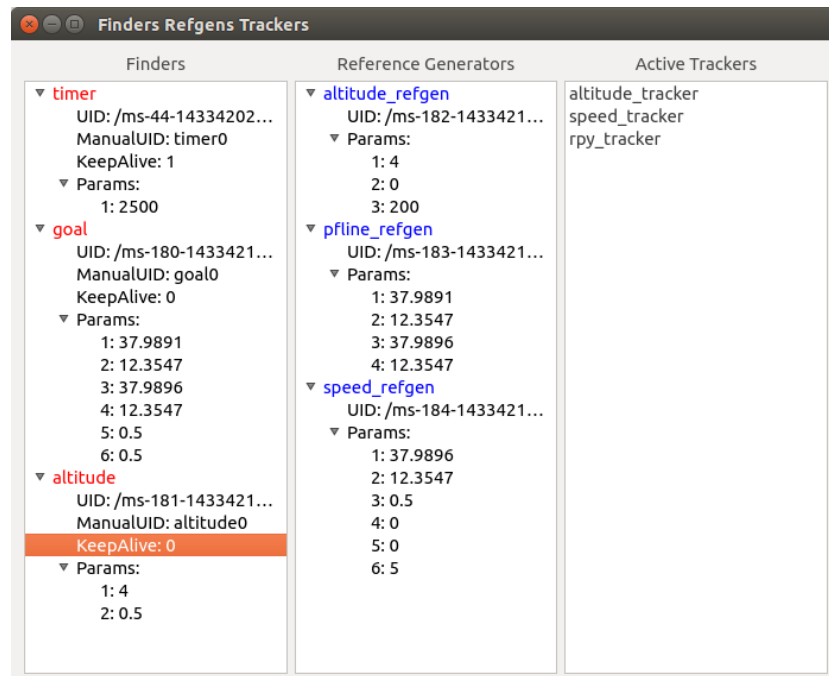 Finders Refgens Trackers
Finders
timer
UID: /ms-44-14334202...
ManualUID: timer0
KeepAlive: 1
Params:
1: 2500
goal
UID: /ms-180-1433421...
ManualUID: goal0
KeepAlive: 0
Params:
1: 37.9891
2: 12.3547
3: 37.9896
4: 12.3547
5: 0.5
6: 0.5
altitude
UID: /ms-181-1433421...
ManualUID: altitude0
KeepAlive: 0
Params:
1: 4
2: 0.5
Reference Generators
altitude_refgen
UID: /ms-182-1433421...
Params:
1: 4
2: 0
3: 200
pfline_refgen
UID: /ms-183-1433421...
Params:
1: 37.9891
2: 12.3547
3: 37.9896
4: 12.3547
speed_refgen
UID: /ms-184-1433421...
Params:
1: 37.9896
2: 12.3547
3: 0.5
4: 0
5: 0
6: 5
Active Trackers
altitude_tracker
speed_tracker
rpy_tracker